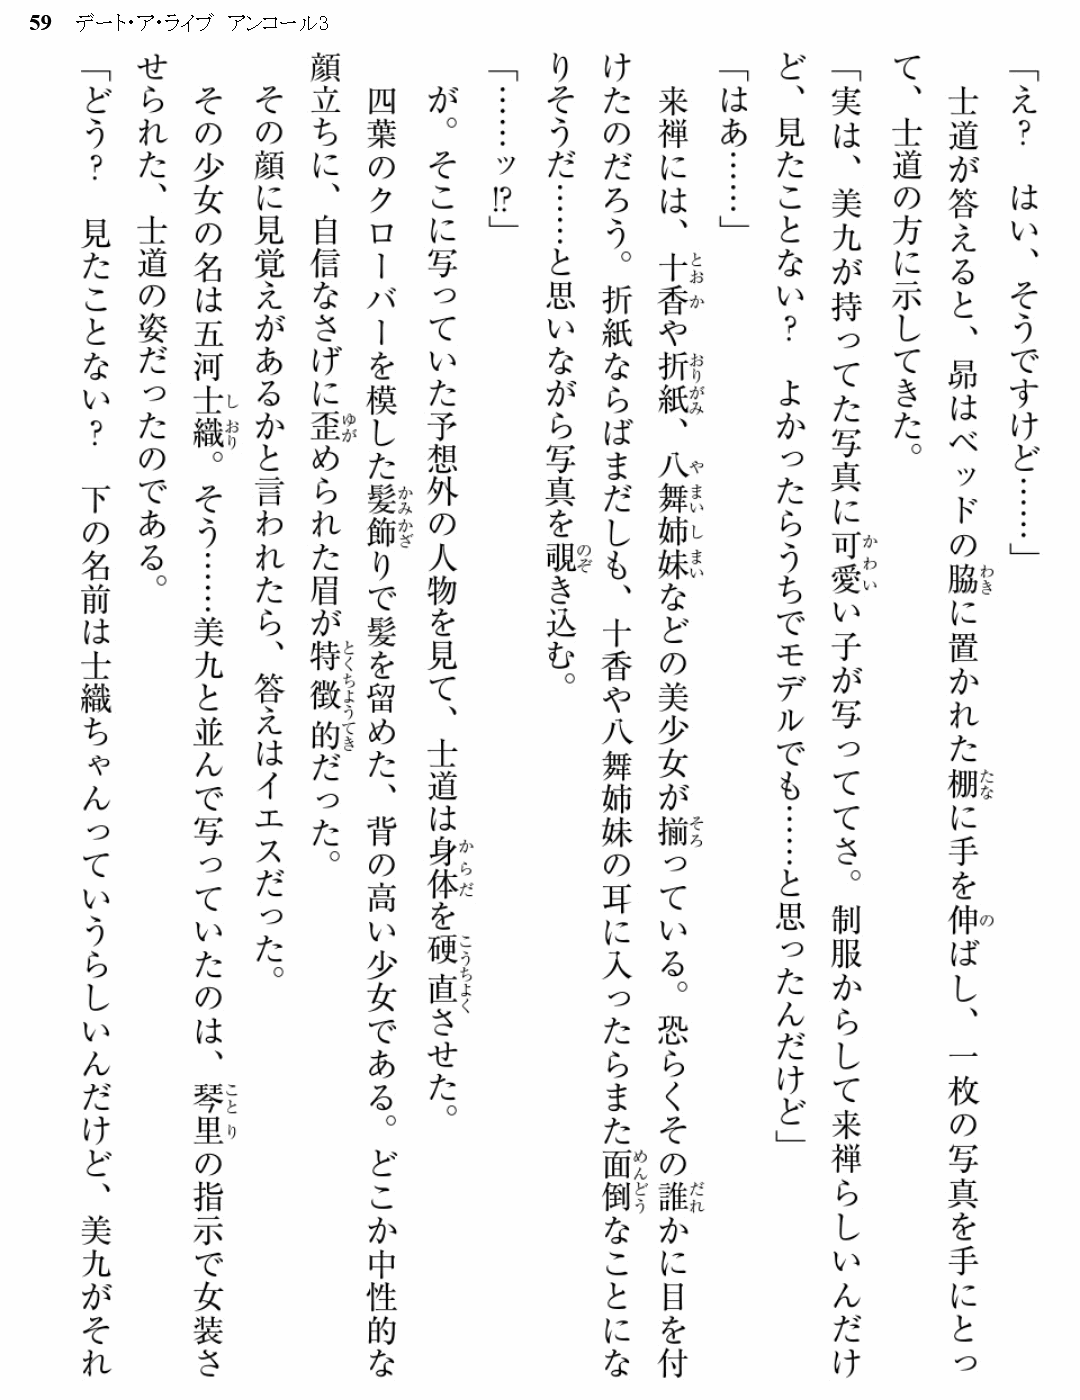 59 デート・ア・ライブ アンコール3
「え？　はい、そうですけど……」
　士道が答えると、昴はベッドの脇に置かれた棚に手を伸ばし、一枚の写真を手にとっ
て、士道の方に示してきた。
「実は、美九が持ってた写真に可愛い子が写っててさ。制服からして来禅らしいんだけ
ど、見たことない？　よかったらうちでモデルでも……と思ったんだけど」
「はあ……」
　来禅には、十香や折紙、八舞姉妹などの美少女が揃っている。恐らくその誰かに目を付
けたのだろう。折紙ならばまだしも、十香や八舞姉妹の耳に入ったらまた面倒なことにな
りそうだ……と思いながら写真を覗き込む。
「……ッ!?」
　が。そこに写っていた予想外の人物を見て、士道は身体を硬直させた。
　四葉のクローバーを模した髪飾りで髪を留めた、背の高い少女である。どこか中性的な
顔立ちに、自信なさげに歪められた眉が特徴的だった。
　その顔に見覚えがあるかと言われたら、答えはイエスだった。
　その少女の名は五河士織。そう……美九と並んで写っていたのは、琴里の指示で女装さ
せられた、士道の姿だったのである。
「どう？　見たことない？　下の名前は士織ちゃんっていうらしいんだけど、美九がそれ